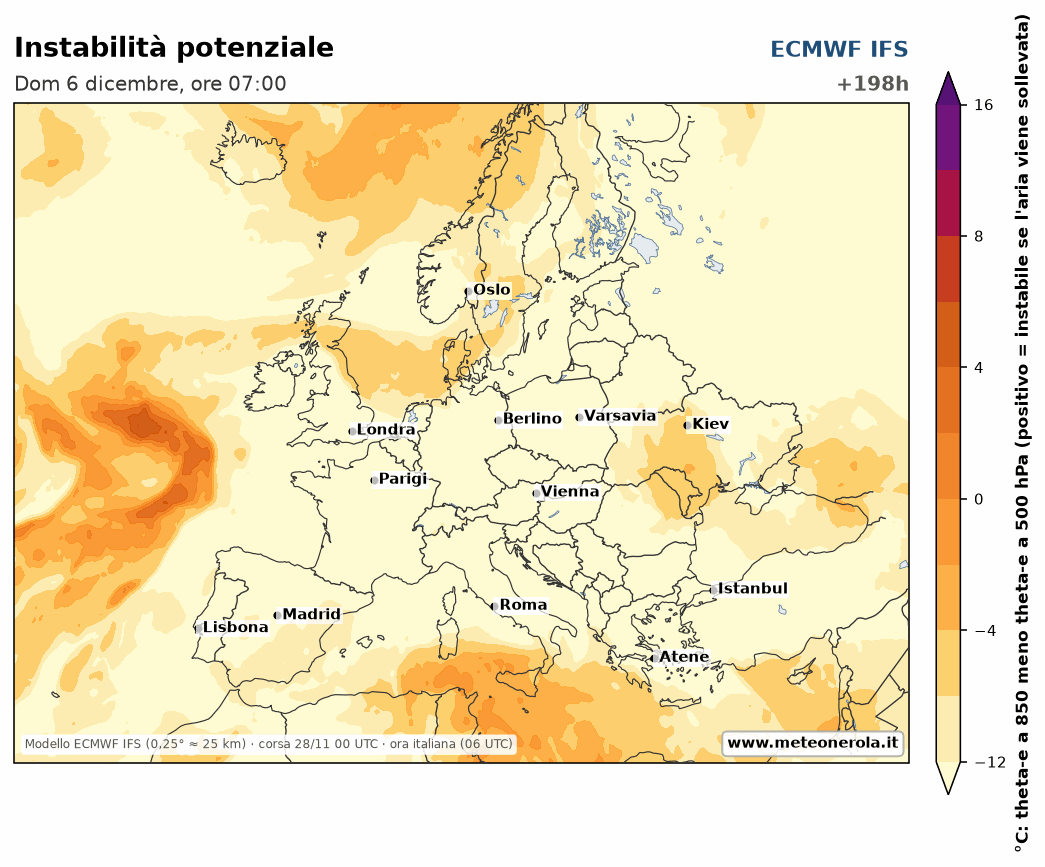 Instabilità potenziale
ECMWF IFS
Dom 6 dicembre, ore 07:00
+198h
Oslo
Berlino
Varsavia
Kiev
Londra
Parigi
Vienna
Istanbul
Roma
Madrid
Lisbona
Atene
Modello ECMWF IFS (0,25° ≈ 25 km) · corsa 28/11 00 UTC · ora italiana (06 UTC)
www.meteonerola.it
16
8
4
0
−4
−12
°C: theta-e a 850 meno theta-e a 500 hPa (positivo = instabile se l'aria viene sollevata)